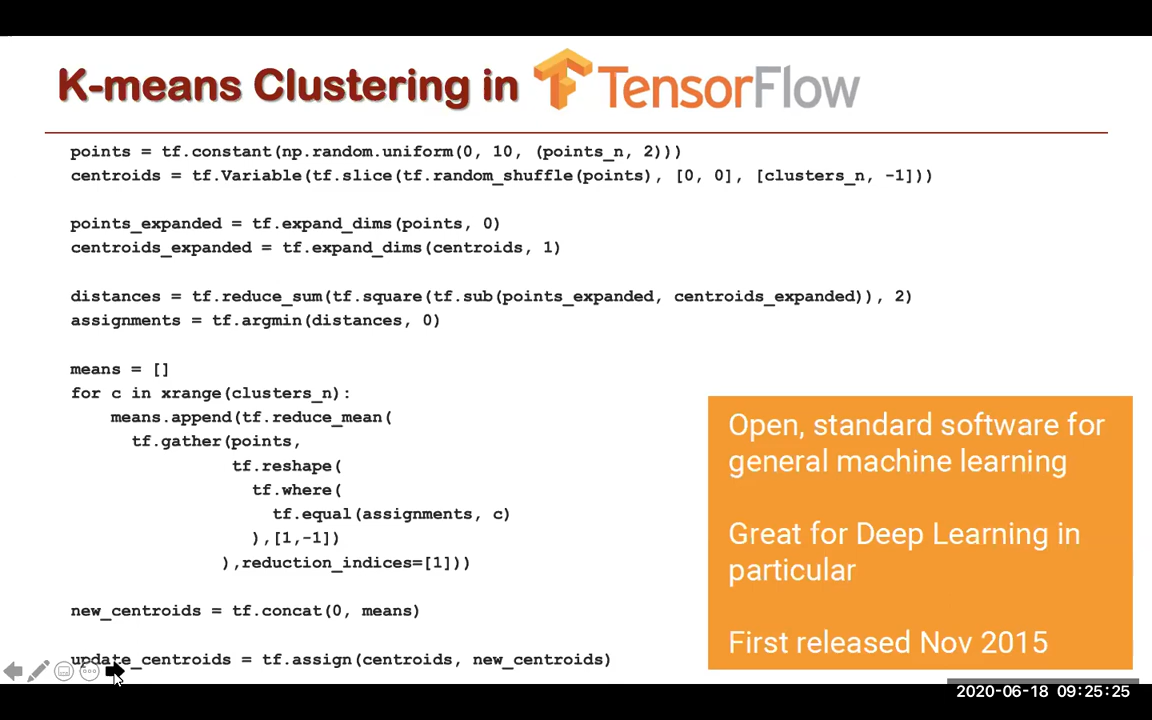 K-means Clustering in TensorFlow
points = tf.constant(np.random.uniform(0, 10, (points_n, 2)))
centroids = tf.Variable(tf.slice(tf.random_shuffle(points), [0, 0], [clusters_n, -1]))
points_expanded = tf.expand_dims(points, 0)
centroids_expanded = tf.expand_dims(centroids, 1)
distances = tf.reduce_sum(tf.square(tf.sub(points_expanded, centroids_expanded)), 2)
assignments = tf.argmin(distances, 0)
means = []
for c in xrange(clusters_n):
means.append(tf.reduce_mean(
tf.gather(points,
tf.reshape(
tf.where(
tf.equal(assignments, c)
),[1,-1])
),reduction_indices=[1]))
new_centroids = tf.concat(0, means)
update_centroids = tf.assign(centroids, new_centroids)
Open, standard software for
general machine learning
Great for Deep Learning in
particular
First released Nov 2015
2020-06-18 09:25:25